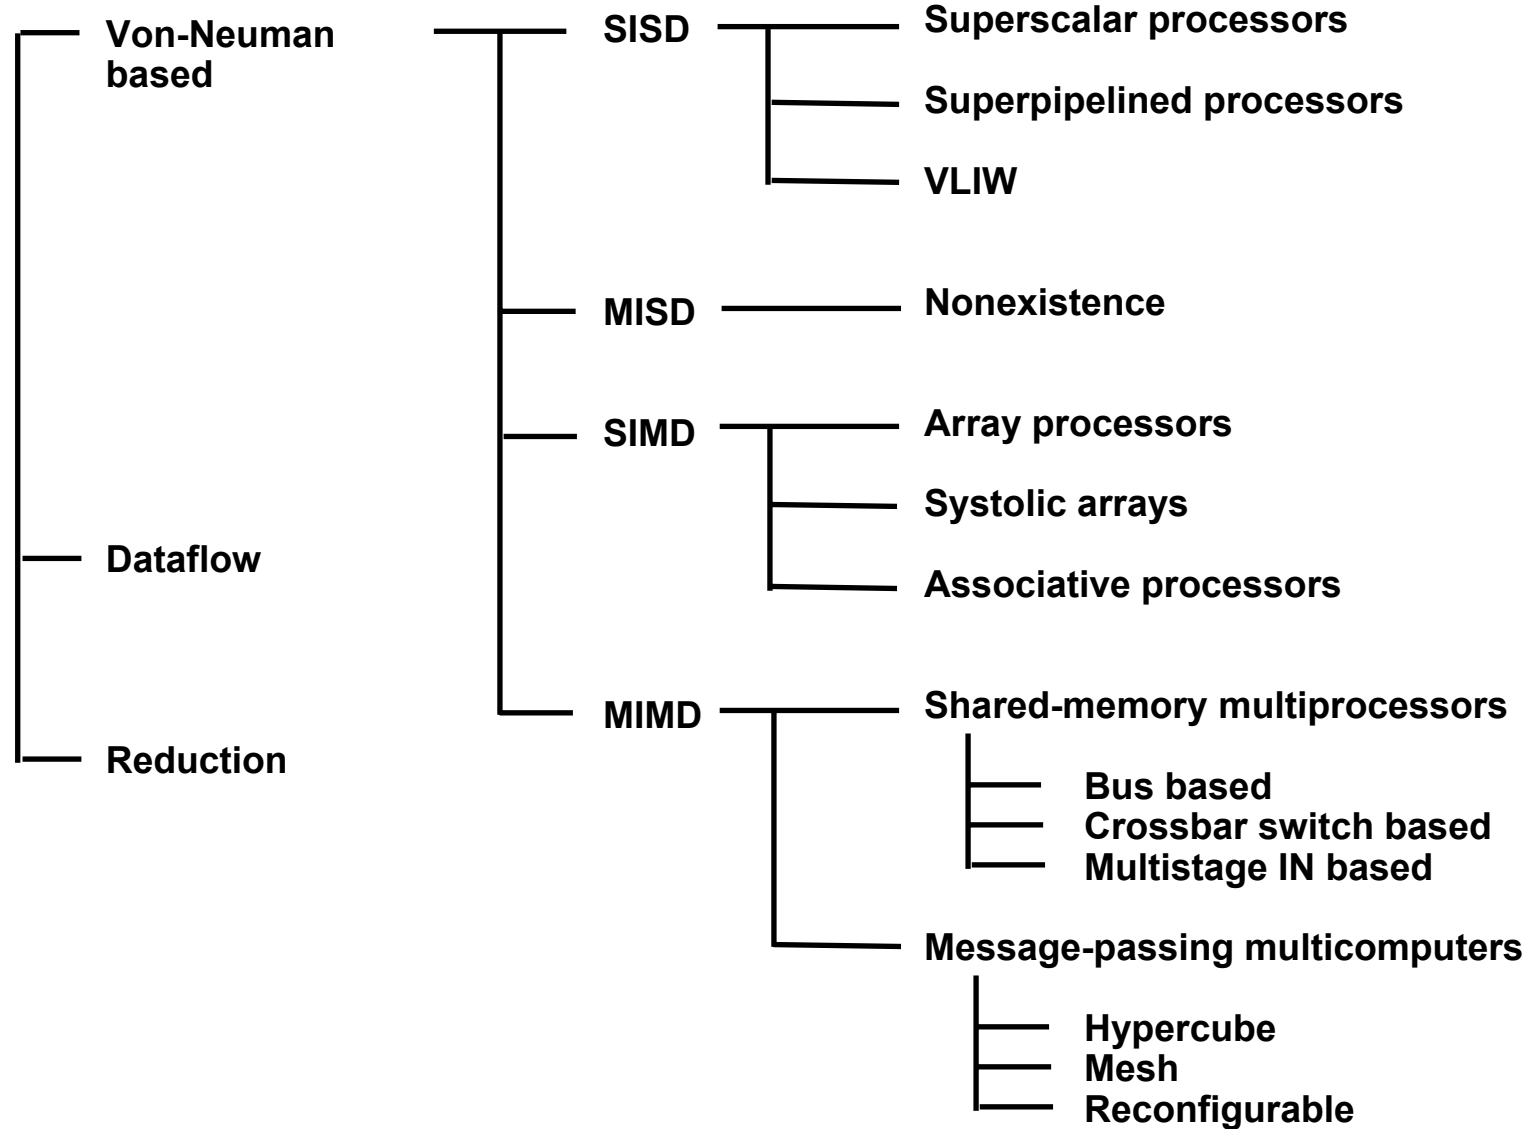 Von-Neuman
based
SISD
Superscalar processors
Superpipelined processors
VLIW
MISD
Nonexistence
SIMD
Array processors
Systolic arrays
Associative processors
Dataflow
MIMD
Shared-memory multiprocessors
Reduction
Bus based
Crossbar switch based
Multistage IN based
Message-passing multicomputers
Hypercube
Mesh
Reconfigurable